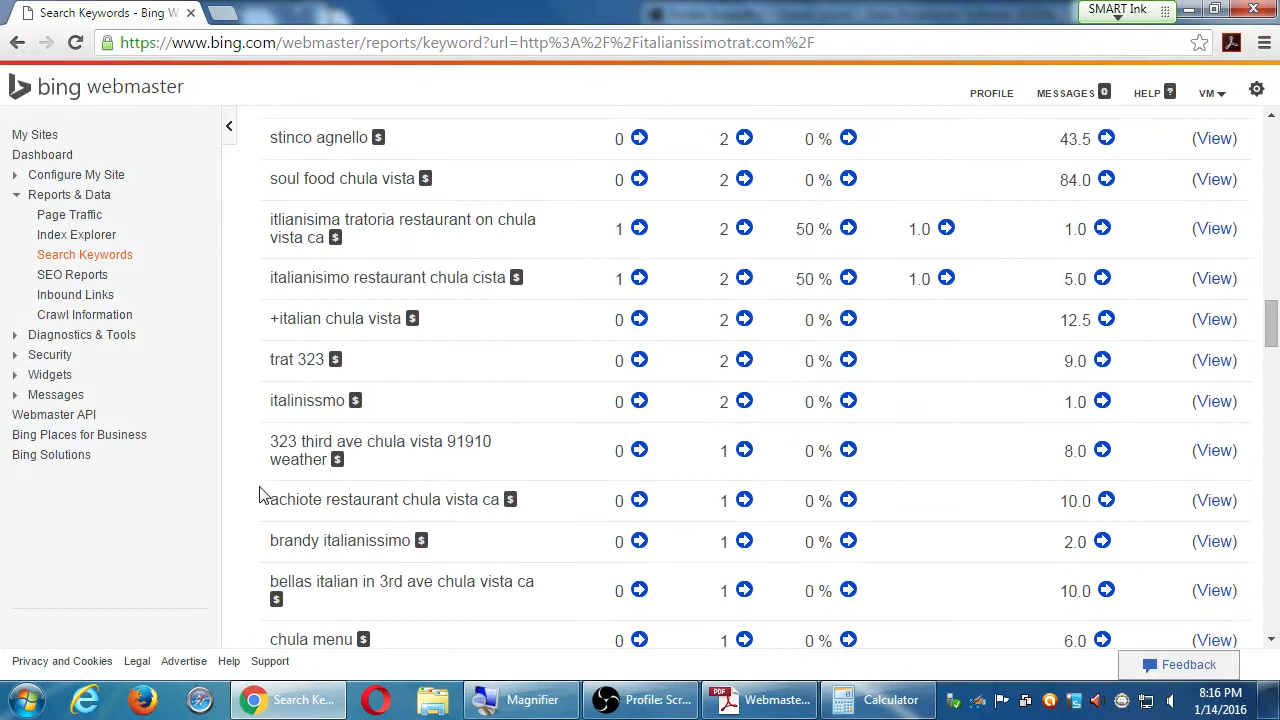 Search Keywords - Bing W
SMART Ink
https://www.bing.com/webmaster/reports/keyword?url=http%3A%2F%2Fitalianissimotrat.com%2F
bing webmaster
PROFILE
MESSAGES 0
HELP ?
VM
My Sites
Dashboard
Configure My Site
Reports & Data
Page Traffic
Index Explorer
Search Keywords
SEO Reports
Inbound Links
Crawl Information
Diagnostics & Tools
Security
Widgets
Messages
Webmaster API
Bing Places for Business
Bing Solutions
stinco agnello $ 0 2 0 % 43.5 (View)
soul food chula vista $ 0 2 0 % 84.0 (View)
itlianisima tratoria restaurant on chula
vista ca $ 1 2 50 % 1.0 1.0 (View)
italianisimo restaurant chula cista $ 1 2 50 % 1.0 5.0 (View)
+italian chula vista $ 0 2 0 % 12.5 (View)
trat 323 $ 0 2 0 % 9.0 (View)
italinissmo $ 0 2 0 % 1.0 (View)
323 third ave chula vista 91910
weather $ 0 1 0 % 8.0 (View)
achiote restaurant chula vista ca $ 0 1 0 % 10.0 (View)
brandy italianissimo $ 0 1 0 % 2.0 (View)
bellas italian in 3rd ave chula vista ca
$ 0 1 0 % 10.0 (View)
chula menu $ 0 1 0 % 6.0 (View)
Privacy and Cookies Legal Advertise Help Support
Feedback
Search Ke...
Magnifier
Profile: Scr...
PDF
Webmaste...
Calculator
8:16 PM
1/14/2016